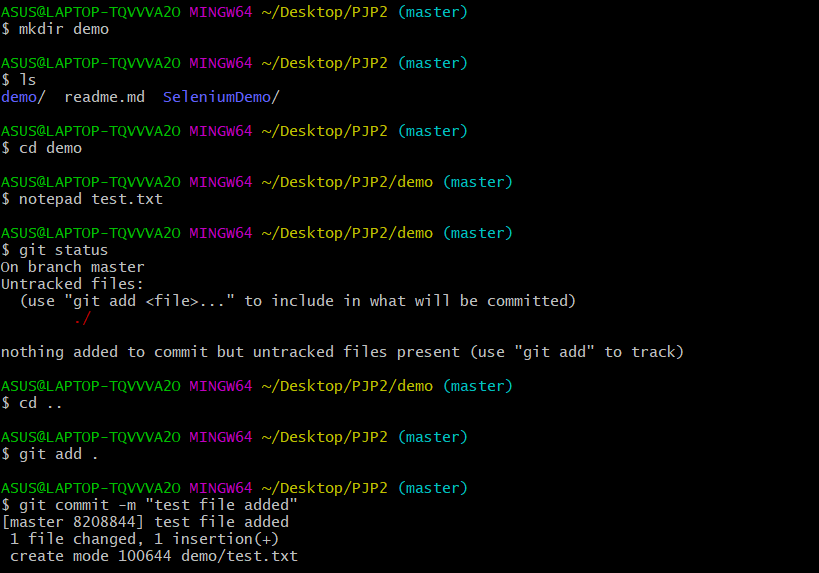 ASUS@LAPTOP-TQVVVA2O MINGW64 ~/Desktop/PJP2 (master)
$ mkdir demo
ASUS@LAPTOP-TQVVVA2O MINGW64 ~/Desktop/PJP2 (master)
$ ls
demo/  readme.md  SeleniumDemo/
ASUS@LAPTOP-TQVVVA2O MINGW64 ~/Desktop/PJP2 (master)
$ cd demo
ASUS@LAPTOP-TQVVVA2O MINGW64 ~/Desktop/PJP2/demo (master)
$ notepad test.txt
ASUS@LAPTOP-TQVVVA2O MINGW64 ~/Desktop/PJP2/demo (master)
$ git status
On branch master
Untracked files:
  (use "git add <file>..." to include in what will be committed)
        ./
nothing added to commit but untracked files present (use "git add" to track)
ASUS@LAPTOP-TQVVVA2O MINGW64 ~/Desktop/PJP2/demo (master)
$ cd ..
ASUS@LAPTOP-TQVVVA2O MINGW64 ~/Desktop/PJP2 (master)
$ git add .
ASUS@LAPTOP-TQVVVA2O MINGW64 ~/Desktop/PJP2 (master)
$ git commit -m "test file added"
[master 8208844] test file added
 1 file changed, 1 insertion(+)
 create mode 100644 demo/test.txt